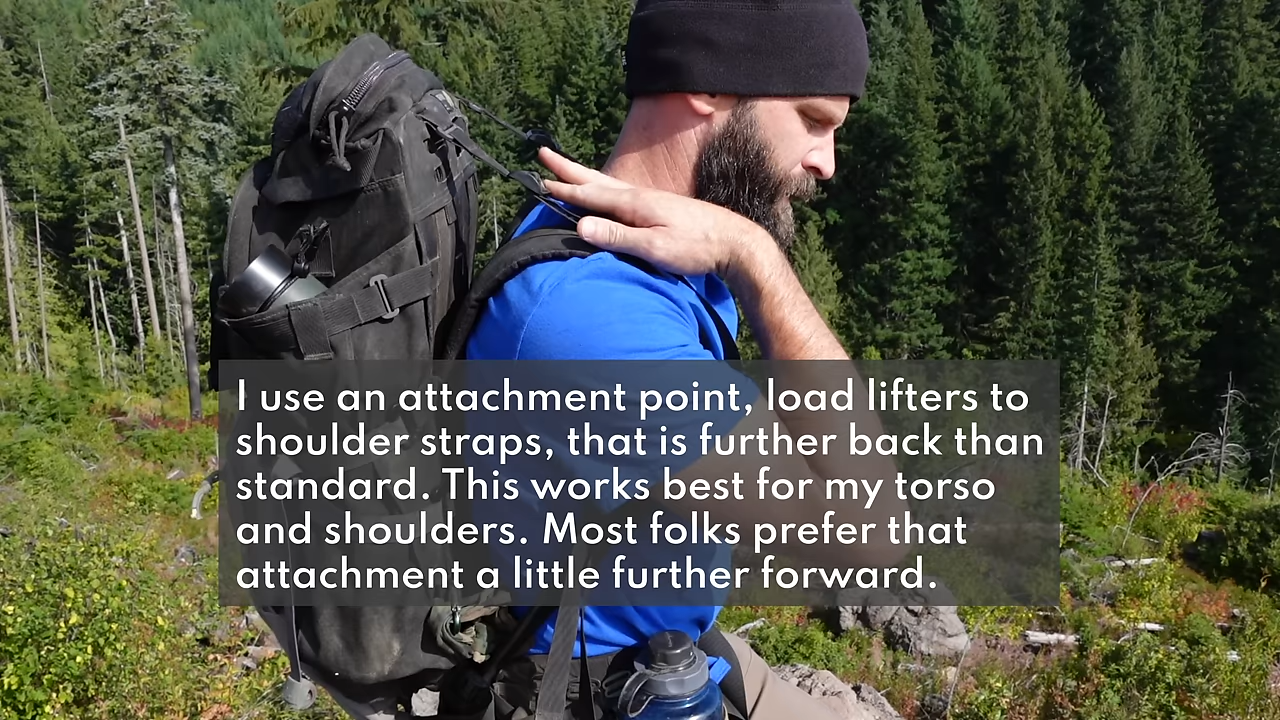 I use an attachment point, load lifters to
shoulder straps, that is further back than
standard. This works best for my torso
and shoulders. Most folks prefer that
attachment a little further forward.